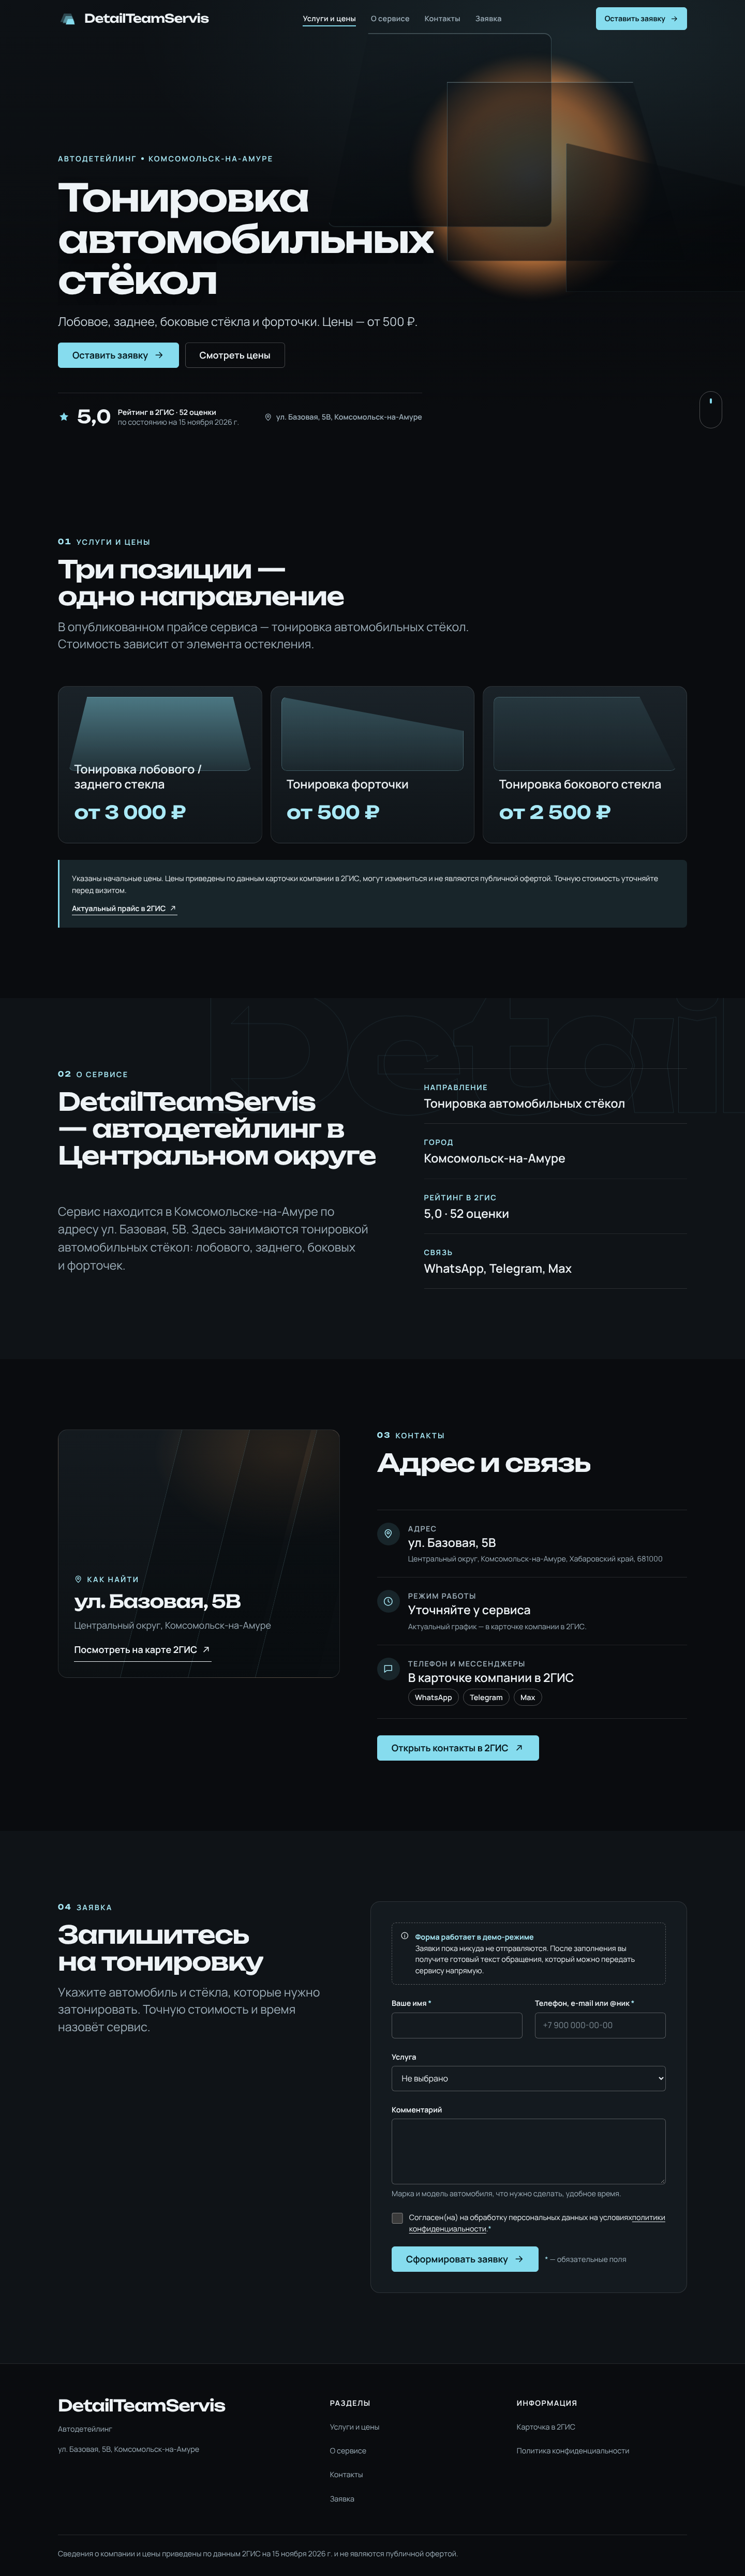 DetailTeamServis
Услуги и цены
О сервисе
Контакты
Заявка
Оставить заявку →
АВТОДЕТЕЙЛИНГ • КОМСОМОЛЬСК-НА-АМУРЕ
Тонировка
автомобильных
стёкол
Лобовое, заднее, боковые стёкла и форточки. Цены — от 500 ₽.
Оставить заявку →
Смотреть цены
5,0
Рейтинг в 2ГИС · 52 оценки
по состоянию на 15 ноября 2026 г.
ул. Базовая, 5В, Комсомольск-на-Амуре
01 УСЛУГИ И ЦЕНЫ
Три позиции —
одно направление
В опубликованном прайсе сервиса — тонировка автомобильных стёкол.
Стоимость зависит от элемента остекления.
Тонировка лобового /
заднего стекла
от 3 000 ₽
Тонировка форточки
от 500 ₽
Тонировка бокового стекла
от 2 500 ₽
Указаны начальные цены. Цены приведены по данным карточки компании в 2ГИС, могут измениться и не являются публичной офертой. Точную стоимость уточняйте
перед визитом.
Актуальный прайс в 2ГИС ↗
Detail
02 О СЕРВИСЕ
DetailTeamServis
— автодетейлинг в
Центральном округе
Сервис находится в Комсомольске-на-Амуре по
адресу ул. Базовая, 5В. Здесь занимаются тонировкой
автомобильных стёкол: лобового, заднего, боковых
и форточек.
НАПРАВЛЕНИЕ
Тонировка автомобильных стёкол
ГОРОД
Комсомольск-на-Амуре
РЕЙТИНГ В 2ГИС
5,0 · 52 оценки
СВЯЗЬ
WhatsApp, Telegram, Max
КАК НАЙТИ
ул. Базовая, 5В
Центральный округ, Комсомольск-на-Амуре
Посмотреть на карте 2ГИС ↗
03 КОНТАКТЫ
Адрес и связь
АДРЕС
ул. Базовая, 5В
Центральный округ, Комсомольск-на-Амуре, Хабаровский край, 681000
РЕЖИМ РАБОТЫ
Уточняйте у сервиса
Актуальный график — в карточке компании в 2ГИС.
ТЕЛЕФОН И МЕССЕНДЖЕРЫ
В карточке компании в 2ГИС
WhatsApp
Telegram
Max
Открыть контакты в 2ГИС ↗
04 ЗАЯВКА
Запишитесь
на тонировку
Укажите автомобиль и стёкла, которые нужно
затонировать. Точную стоимость и время
назовёт сервис.
Форма работает в демо-режиме
Заявки пока никуда не отправляются. После заполнения вы
получите готовый текст обращения, который можно передать
сервису напрямую.
Ваше имя *
Телефон, e-mail или @ник *
+7 900 000-00-00
Услуга
Не выбрано
Комментарий
Марка и модель автомобиля, что нужно сделать, удобное время.
Согласен(на) на обработку персональных данных на условияхполитики
конфиденциальности.*
Сформировать заявку →
* — обязательные поля
DetailTeamServis
Автодетейлинг
ул. Базовая, 5В, Комсомольск-на-Амуре
РАЗДЕЛЫ
Услуги и цены
О сервисе
Контакты
Заявка
ИНФОРМАЦИЯ
Карточка в 2ГИС
Политика конфиденциальности
Сведения о компании и цены приведены по данным 2ГИС на 15 ноября 2026 г. и не являются публичной офертой.